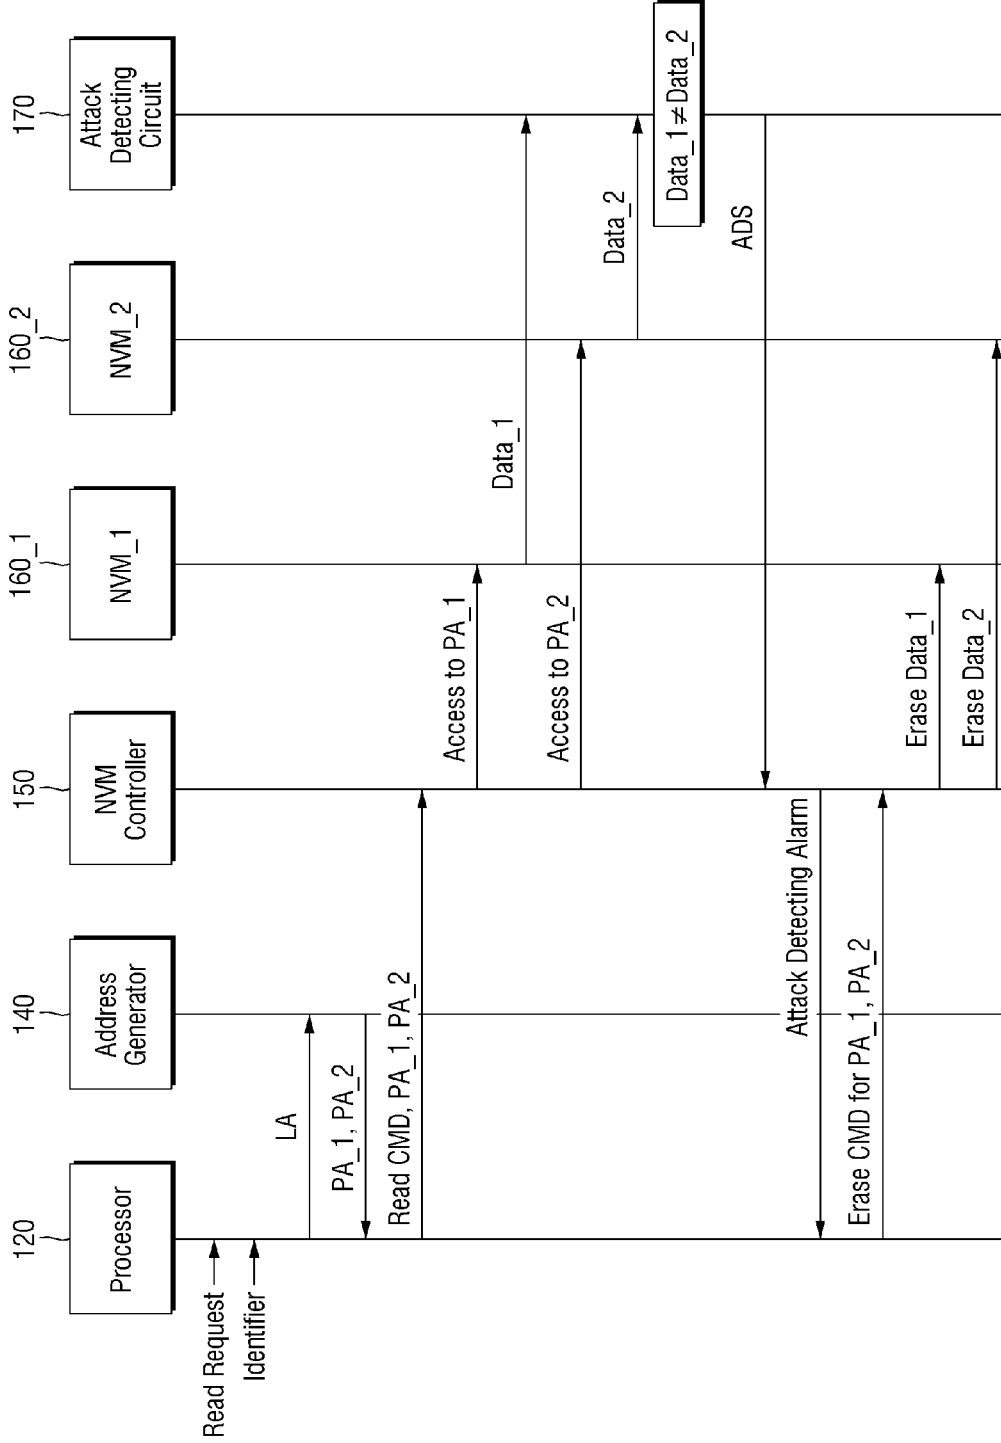 120
140
150
160_1
160_2
170
Processor
Address
Generator
NVM
Controller
NVM_1
NVM_2
Attack
Detecting
Circuit
Read Request
Identifier
LA
PA_1, PA_2
Read CMD, PA_1, PA_2
Access to PA_1
Data_1
Access to PA_2
Data_2
Data_1≠Data_2
ADS
Attack Detecting Alarm
Erase CMD for PA_1, PA_2
Erase Data_1
Erase Data_2